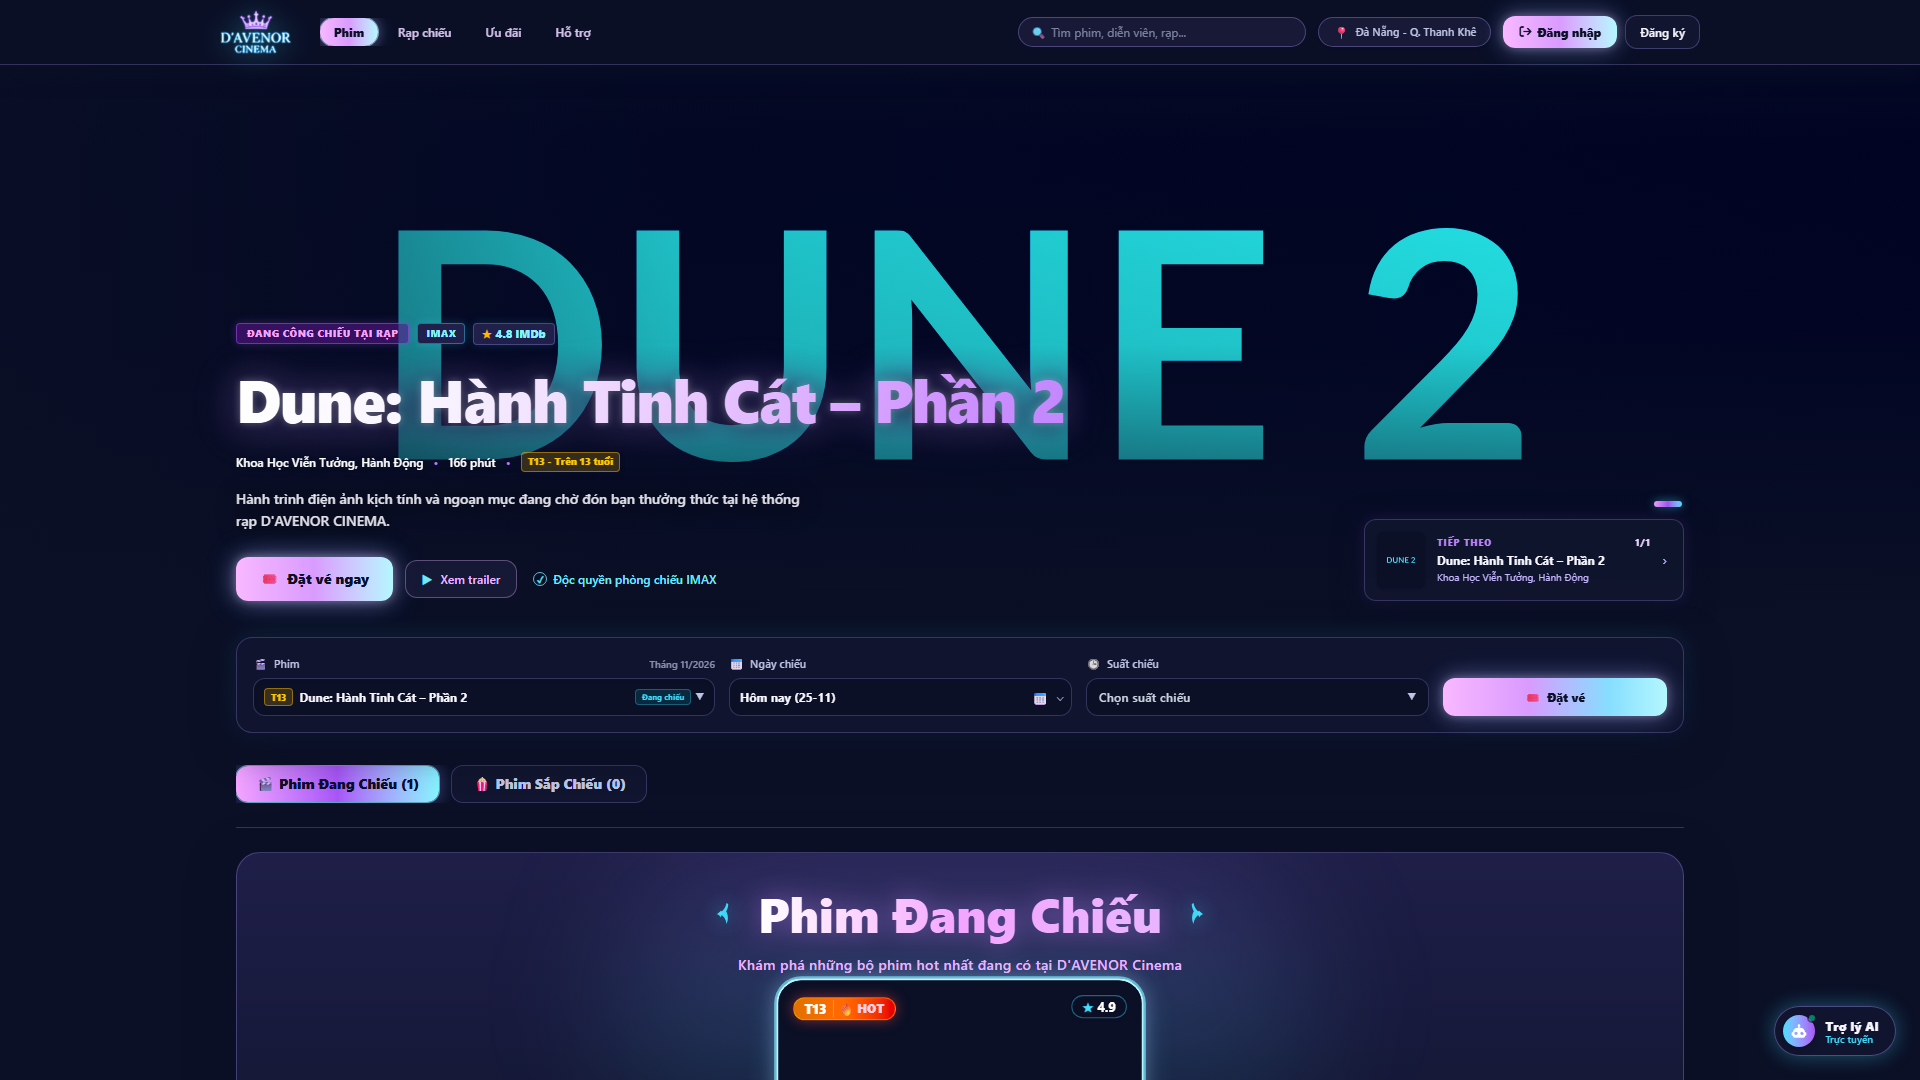 D'AVENOR
CINEMA
Phim
Rạp chiếu
Ưu đãi
Hỗ trợ
Tìm phim, diễn viên, rạp...
Đà Nẵng - Q. Thanh Khê
Đăng nhập
Đăng ký
DUNE 2
ĐANG CÔNG CHIẾU TẠI RẠP
IMAX
★ 4.8 IMDb
Dune: Hành Tinh Cát – Phần 2
Khoa Học Viễn Tưởng, Hành Động • 166 phút • T13 - Trên 13 tuổi
Hành trình điện ảnh kịch tính và ngoạn mục đang chờ đón bạn thưởng thức tại hệ thống
rạp D'AVENOR CINEMA.
Đặt vé ngay
Xem trailer
Độc quyền phòng chiếu IMAX
DUNE 2
TIẾP THEO
1/1
Dune: Hành Tinh Cát – Phần 2
Khoa Học Viễn Tưởng, Hành Động
Phim
Tháng 11/2026
T13
Dune: Hành Tinh Cát – Phần 2
Đang chiếu
Ngày chiếu
Hôm nay (25-11)
Suất chiếu
Chọn suất chiếu
Đặt vé
Phim Đang Chiếu (1)
Phim Sắp Chiếu (0)
Phim Đang Chiếu
Khám phá những bộ phim hot nhất đang có tại D'AVENOR Cinema
T13
HOT
★ 4.9
Trợ lý AI
Trực tuyến